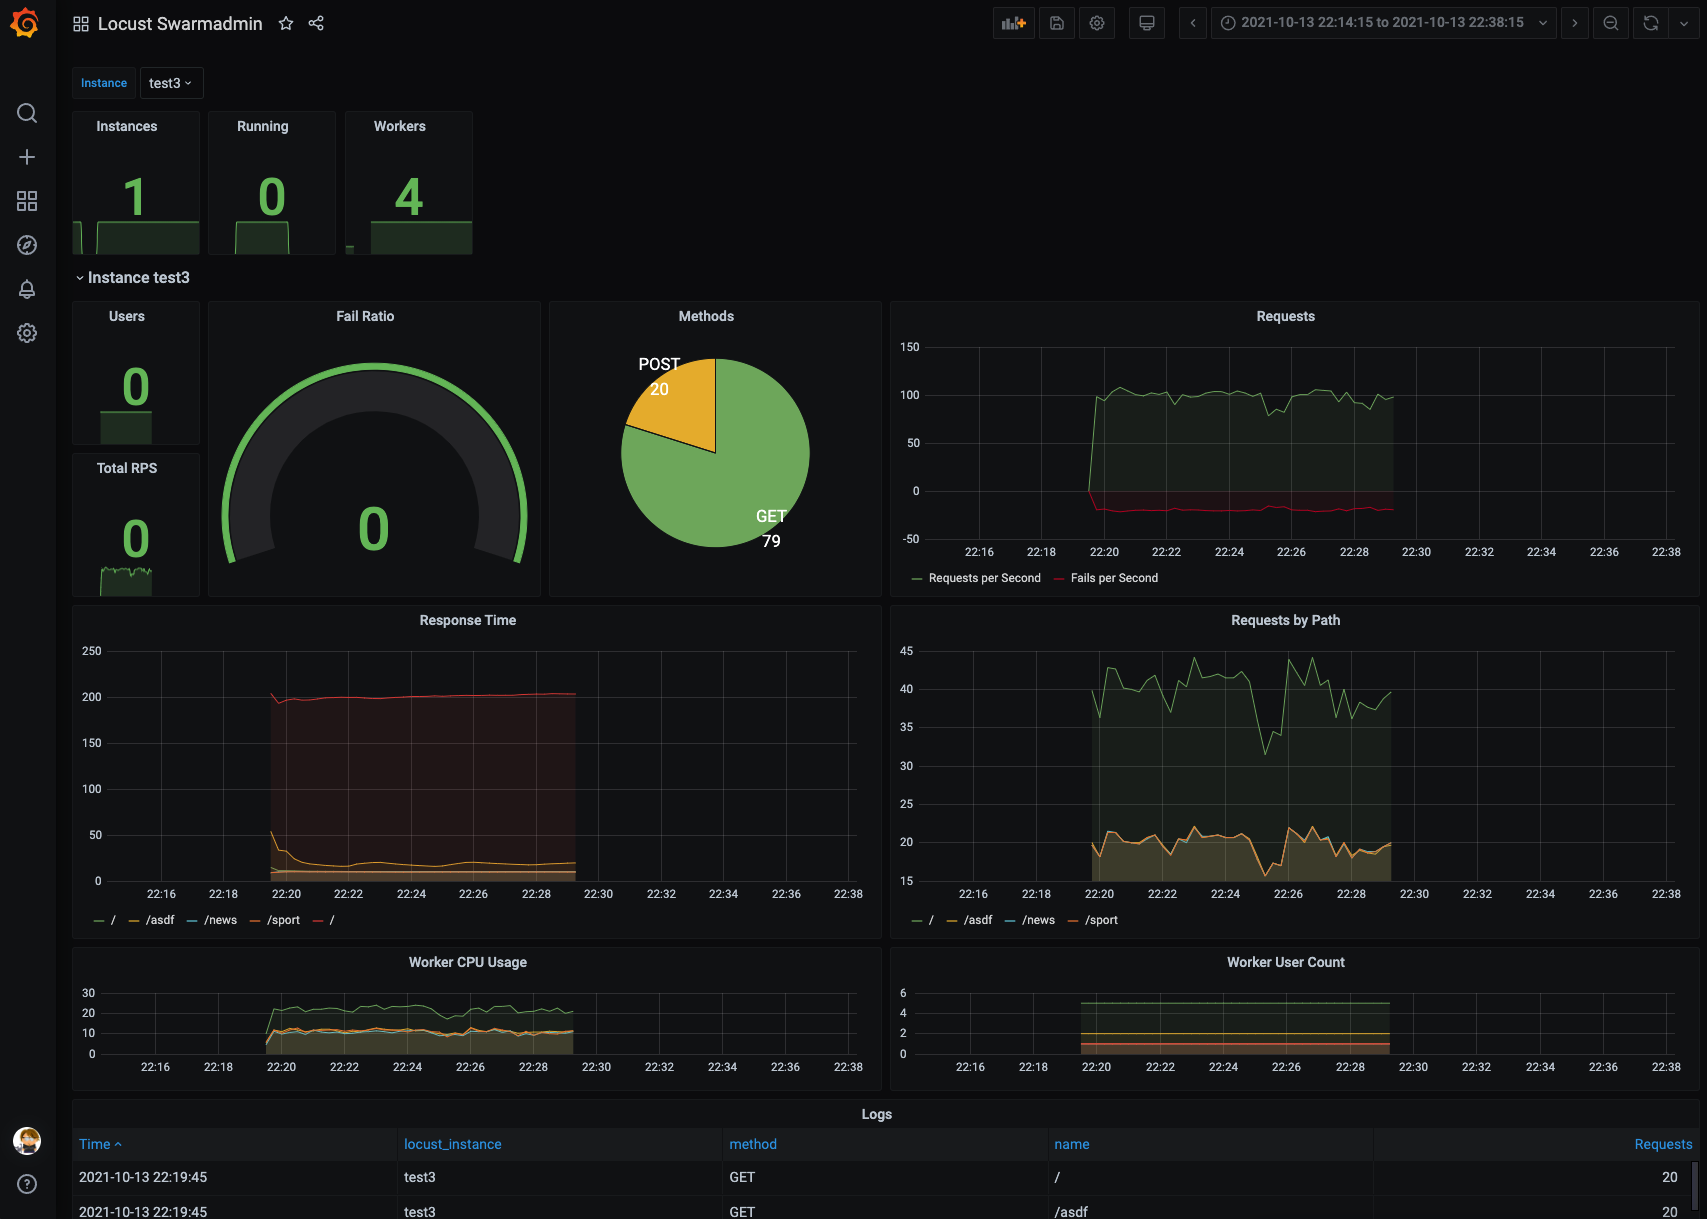 Locust Swarmadmin
2021-10-13 22:14:15 to 2021-10-13 22:38:15
Instance test3
Instances Running Workers
1 0 4
Instance test3
Users
0
Total RPS
0
Fail Ratio
0
Methods
POST
20
GET
79
Requests
150
100
50
0
-50
22:16 22:18 22:20 22:22 22:24 22:26 22:28 22:30 22:32 22:34 22:36 22:38
Requests per Second Fails per Second
Response Time
250
200
150
100
50
0
22:16 22:18 22:20 22:22 22:24 22:26 22:28 22:30 22:32 22:34 22:36 22:38
/ /asdf /news /sport /
Requests by Path
45
40
35
30
25
20
15
22:16 22:18 22:20 22:22 22:24 22:26 22:28 22:30 22:32 22:34 22:36 22:38
/ /asdf /news /sport
Worker CPU Usage
30
20
10
0
22:16 22:18 22:20 22:22 22:24 22:26 22:28 22:30 22:32 22:34 22:36 22:38
Worker User Count
6
4
2
0
22:16 22:18 22:20 22:22 22:24 22:26 22:28 22:30 22:32 22:34 22:36 22:38
Logs
Time locust_instance method name Requests
2021-10-13 22:19:45 test3 GET / 20
2021-10-13 22:19:45 test3 GET /asdf 20